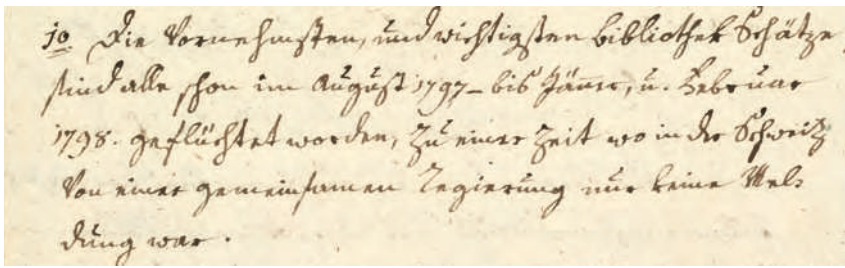 1º Die Vornehmsten, und wichtigsten Bibliothek Schätze
sind alle schon im August 1797 – bis Jänner, u. Februar
1798. geflüchtet worden, zu einer Zeit wo in der Schweitz
Von einer gemeinsamen Regierung nur keine Mel-
dung war.